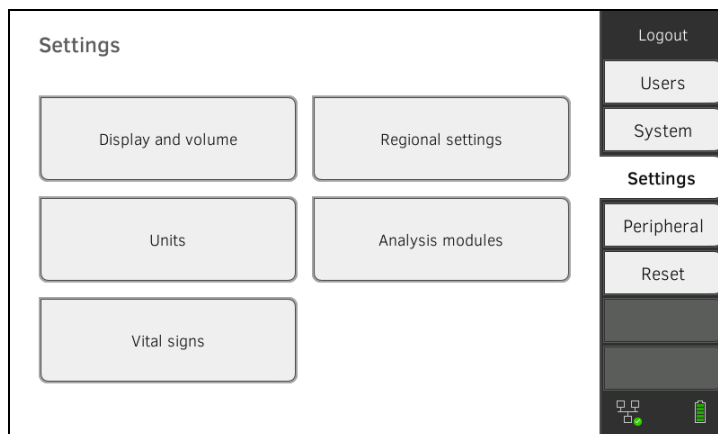 Settings
Display and volume
Regional settings
Units
Analysis modules
Vital signs
Logout
Users
System
Settings
Peripheral
Reset